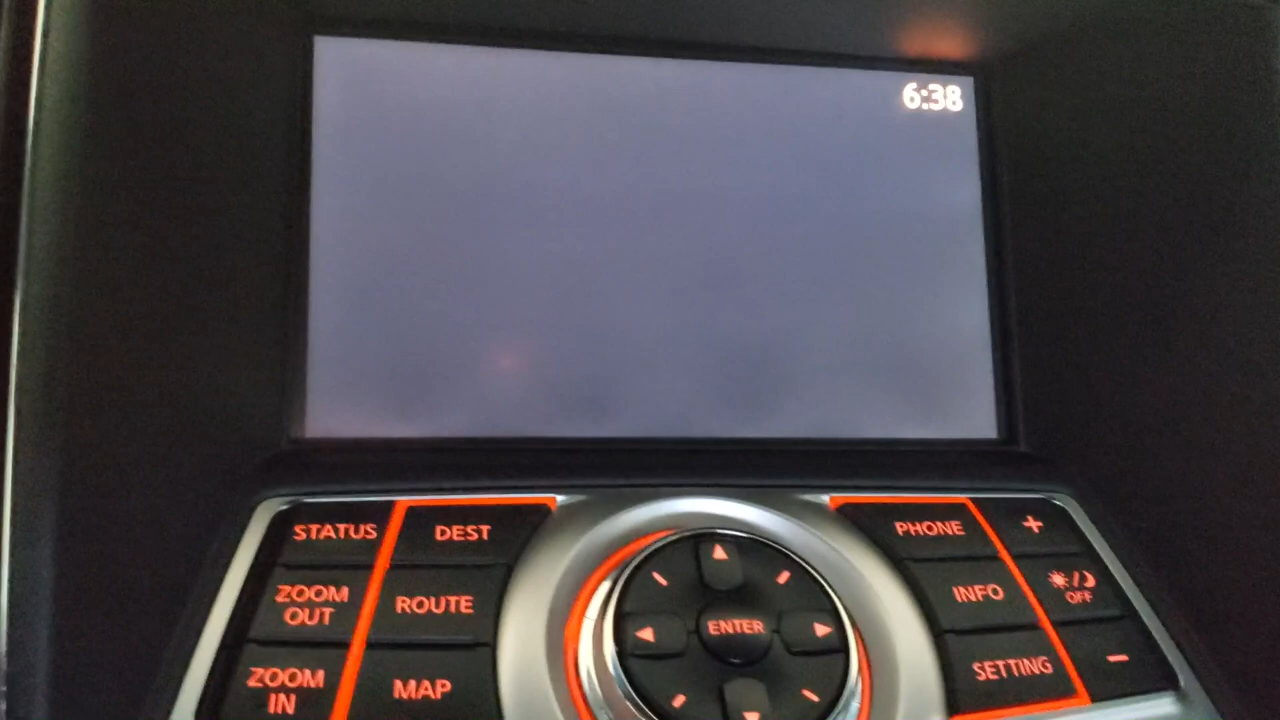 6:38
STATUS
DEST
PHONE
+
ZOOM
OUT
ROUTE
ENTER
INFO
/
OFF
ZOOM
IN
MAP
SETTING
-